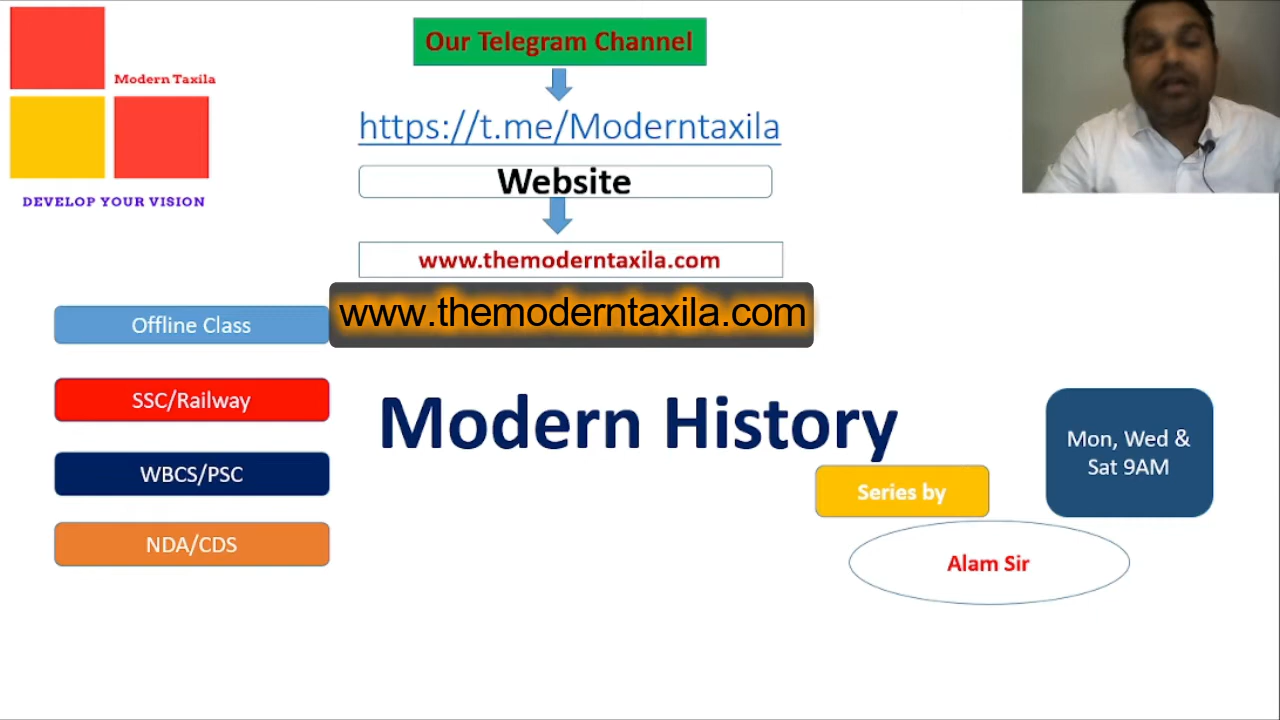 Our Telegram Channel
Modern Taxila
https://t.me/Moderntaxila
Website
DEVELOP YOUR VISION
www.themoderntaxila.com
www.themoderntaxila.com
Offline Class
SSC/Railway
Modern History
Mon, Wed &
Sat 9AM
WBCS/PSC
Series by
NDA/CDS
Alam Sir